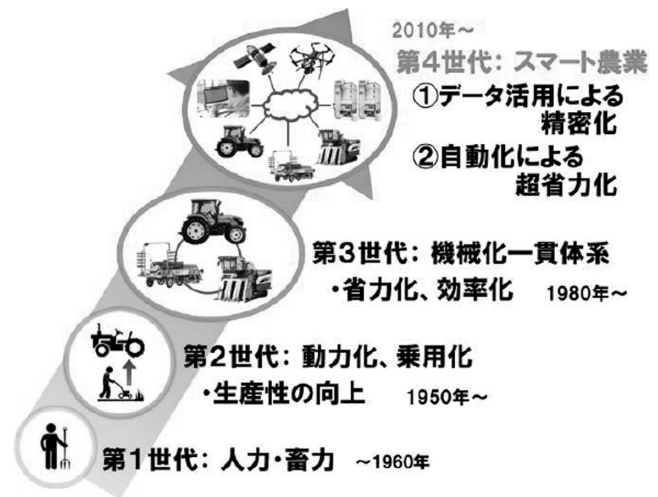 2010年～
第4世代：スマート農業
①データ活用による
精密化
②自動化による
超省力化
第3世代：機械化一貫体系
・省力化、効率化　1980年～
第2世代：動力化、乗用化
・生産性の向上　1950年～
第1世代：人力・畜力　～1960年